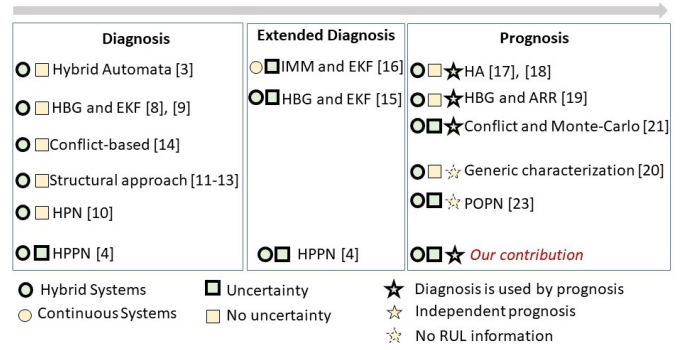 Diagnosis
Hybrid Automata [3]
HBG and EKF [8], [9]
Conflict-based [14]
Structural approach [11-13]
HPN [10]
HPPN [4]
Extended Diagnosis
IMM and EKF [16]
HBG and EKF [15]
HPPN [4]
Prognosis
HA [17], [18]
HBG and ARR [19]
Conflict and Monte-Carlo [21]
Generic characterization [20]
POPN [23]
Our contribution
Hybrid Systems
Continuous Systems
Uncertainty
No uncertainty
Diagnosis is used by prognosis
Independent prognosis
No RUL information